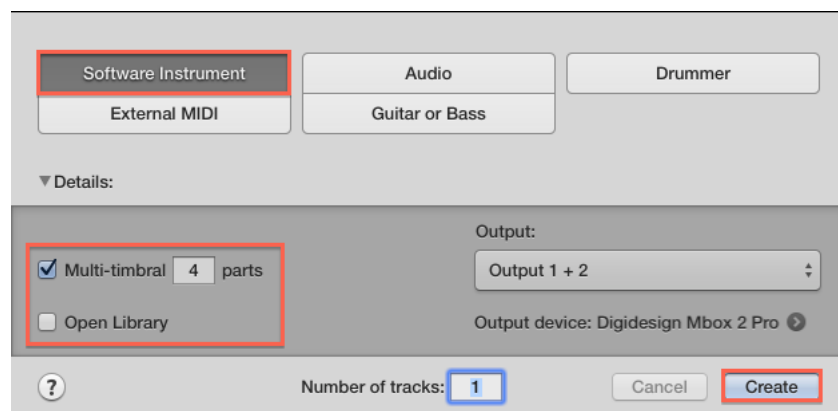 Software Instrument Audio Drummer
External MIDI Guitar or Bass
Details:
Output:
Multi-timbral 4 parts Output 1 + 2
Open Library Output device: Digidesign Mbox 2 Pro
? Number of tracks: 1 Cancel Create